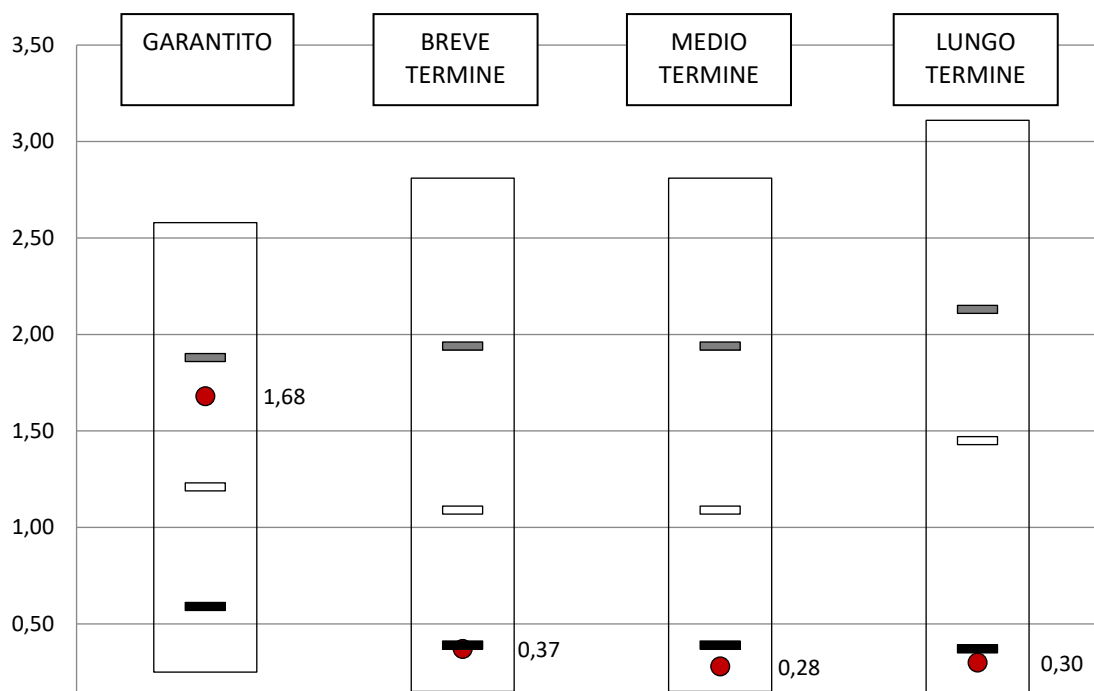 GARANTITO
BREVE
TERMINE
MEDIO
TERMINE
LUNGO
TERMINE
3,50
3,00
2,50
2,00
1,50
1,00
0,50
1,68
0,37
0,28
0,30